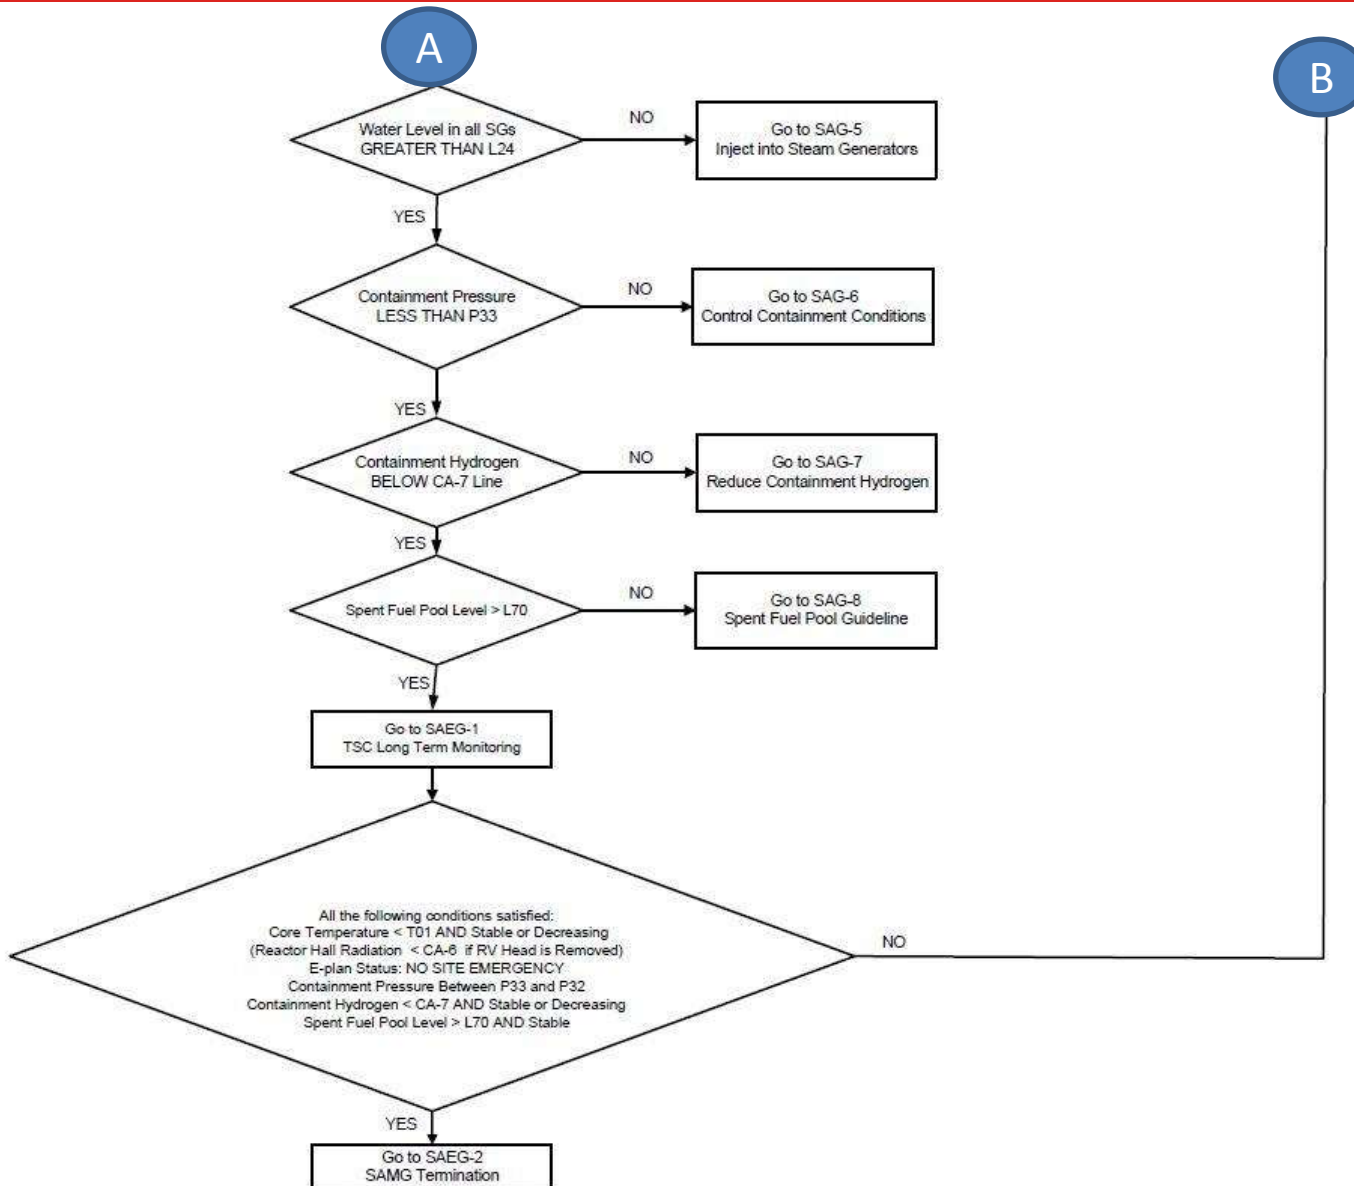 A
B
Water Level in all SGs
GREATER THAN L24
NO
Go to SAG-5
Inject into Steam Generators
YES
Containment Pressure
LESS THAN P33
NO
Go to SAG-6
Control Containment Conditions
YES
Containment Hydrogen
BELOW CA-7 Line
NO
Go to SAG-7
Reduce Containment Hydrogen
YES
Spent Fuel Pool Level > L70
NO
Go to SAG-8
Spent Fuel Pool Guideline
YES
Go to SAEG-1
TSC Long Term Monitoring
All the following conditions satisfied:
Core Temperature < T01 AND Stable or Decreasing
(Reactor Hall Radiation < CA-6 if RV Head is Removed)
E-plan Status: NO SITE EMERGENCY
Containment Pressure Between P33 and P32
Containment Hydrogen < CA-7 AND Stable or Decreasing
Spent Fuel Pool Level > L70 AND Stable
NO
YES
Go to SAEG-2
SAMG Termination